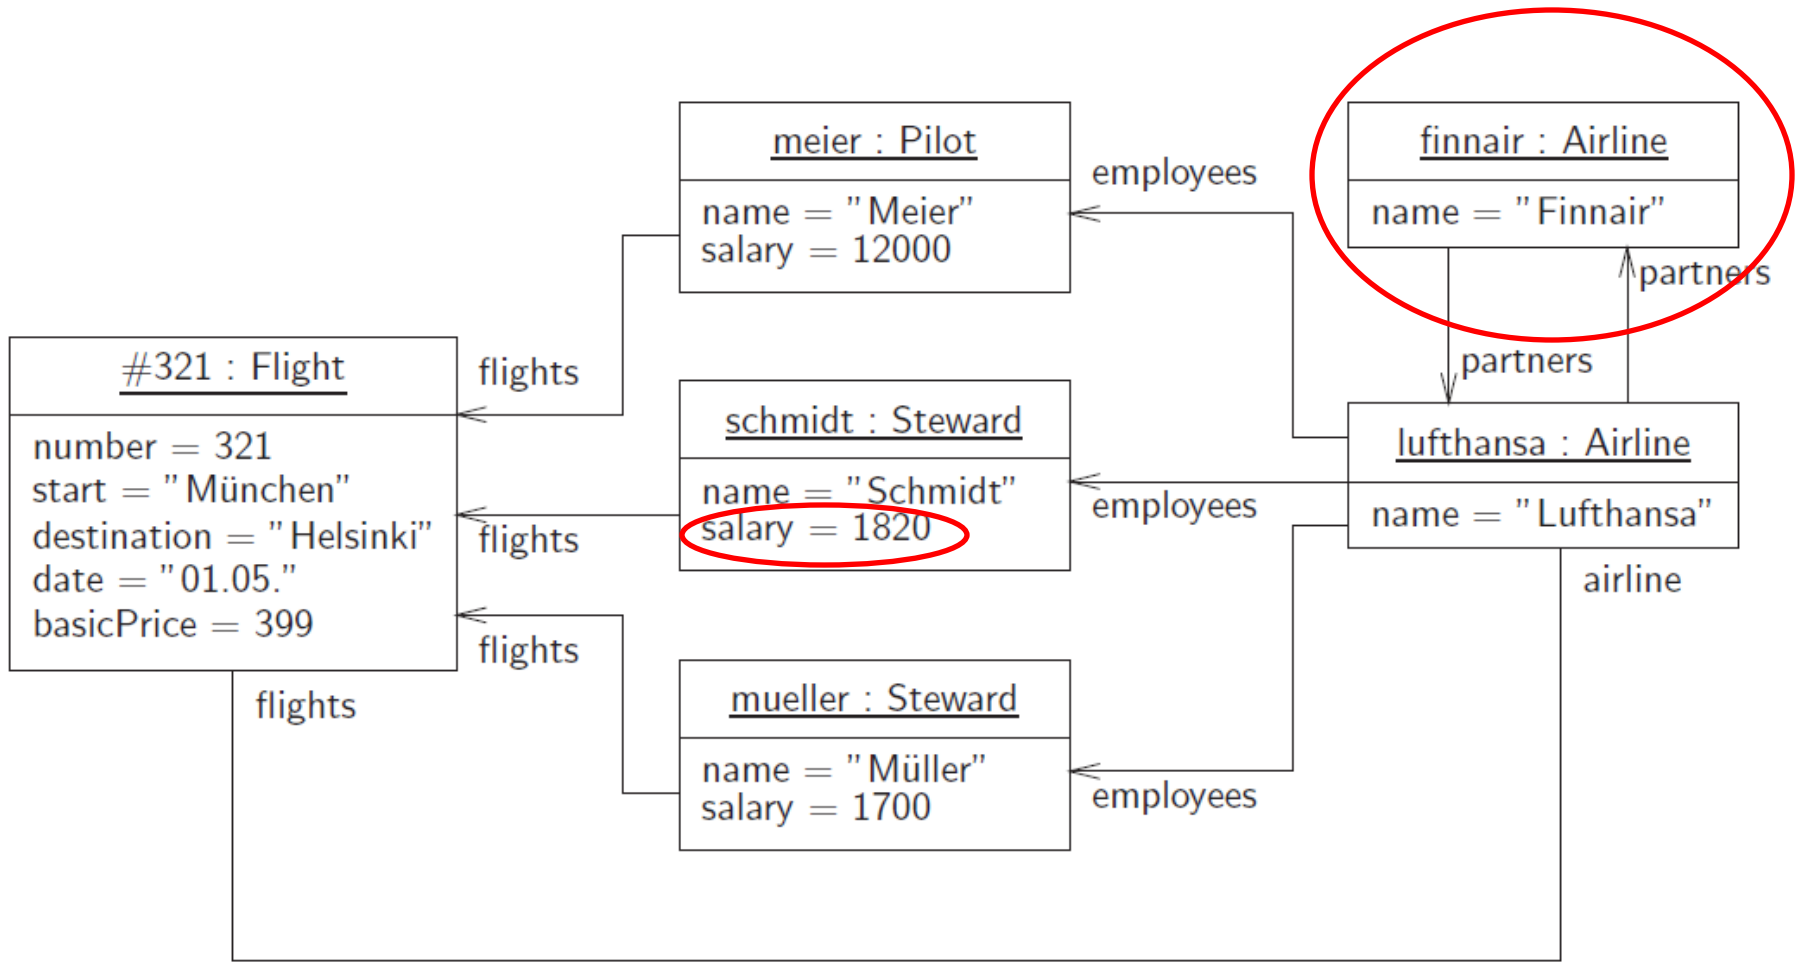 meier : Pilot
name = "Meier"
salary = 12000
employees
finnair : Airline
name = "Finnair"
partners
partners
#321 : Flight
number = 321
start = "München"
destination = "Helsinki"
date = "01.05."
basicPrice = 399
flights
schmidt : Steward
name = "Schmidt"
salary = 1820
flights
employees
lufthansa : Airline
name = "Lufthansa"
airline
flights
mueller : Steward
name = "Müller"
salary = 1700
employees
flights